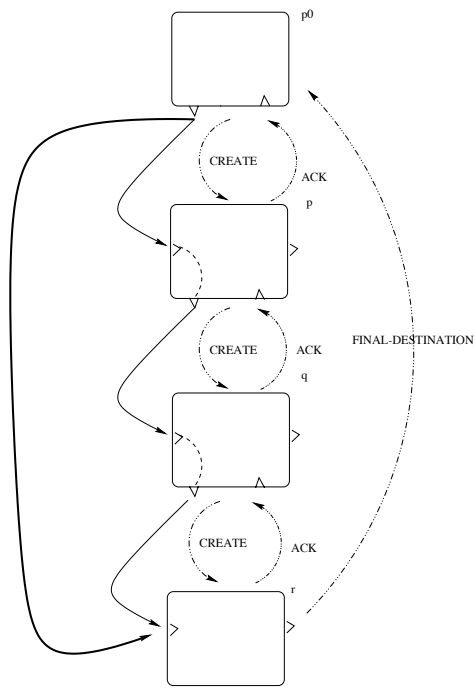 p0
CREATE
ACK
p
CREATE
ACK
FINAL-DESTINATION
q
CREATE
ACK
r